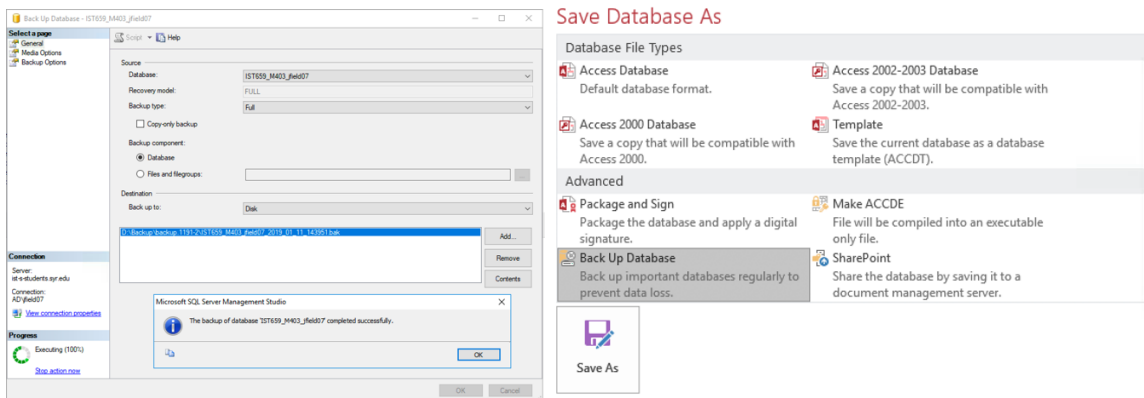 Back Up Database - IST659_M403_jfield07
Select a page
General
Media Options
Backup Options
Script
Help
Source
Database:
IST659_M403_jfield07
Recovery model:
FULL
Backup type:
Full
Copy-only backup
Backup component:
Database
Files and filegroups:
...
Destination
Back up to:
Disk
D:\Backup\backup.1191-2\IST659_M403_jfield07_2019_01_11_143951.bak
Add...
Remove
Contents
Connection
Server:
ist-s-students.syr.edu
Connection:
AD\jfield07
View connection properties
Progress
Executing (100%)
Stop action now
Microsoft SQL Server Management Studio
The backup of database 'IST659_M403_jfield07' completed successfully.
OK
OK
Cancel
Save Database As
Database File Types
Access Database
Default database format.
Access 2002-2003 Database
Save a copy that will be compatible with
Access 2002-2003.
Access 2000 Database
Save a copy that will be compatible with
Access 2000.
Template
Save the current database as a database
template (ACCDT).
Advanced
Package and Sign
Package the database and apply a digital
signature.
Make ACCDE
File will be compiled into an executable
only file.
Back Up Database
Back up important databases regularly to
prevent data loss.
SharePoint
Share the database by saving it to a
document management server.
Save As